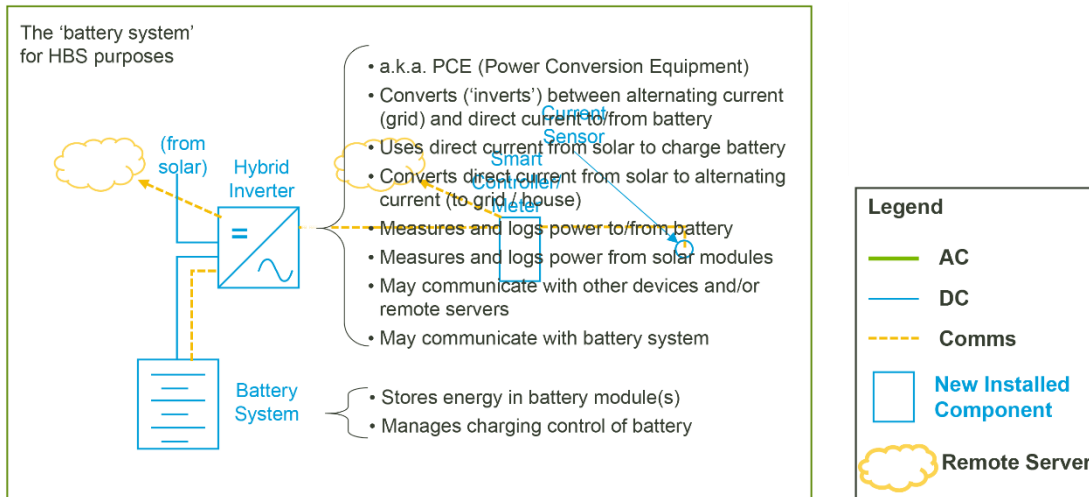 The ‘battery system’
for HBS purposes
• a.k.a. PCE (Power Conversion Equipment)
• Converts (‘inverts’) between alternating current
(grid) and direct current to/from battery
• Uses direct current from solar to charge battery
• Converts direct current from solar to alternating
current (to grid / house)
• Measures and logs power to/from battery
• Measures and logs power from solar modules
• May communicate with other devices and/or
remote servers
• May communicate with battery system
Current
Sensor
Smart
Controller/
Meter
(from
solar)
Hybrid
Inverter
Battery
System
• Stores energy in battery module(s)
• Manages charging control of battery
Legend
AC
DC
Comms
New Installed
Component
Remote Server